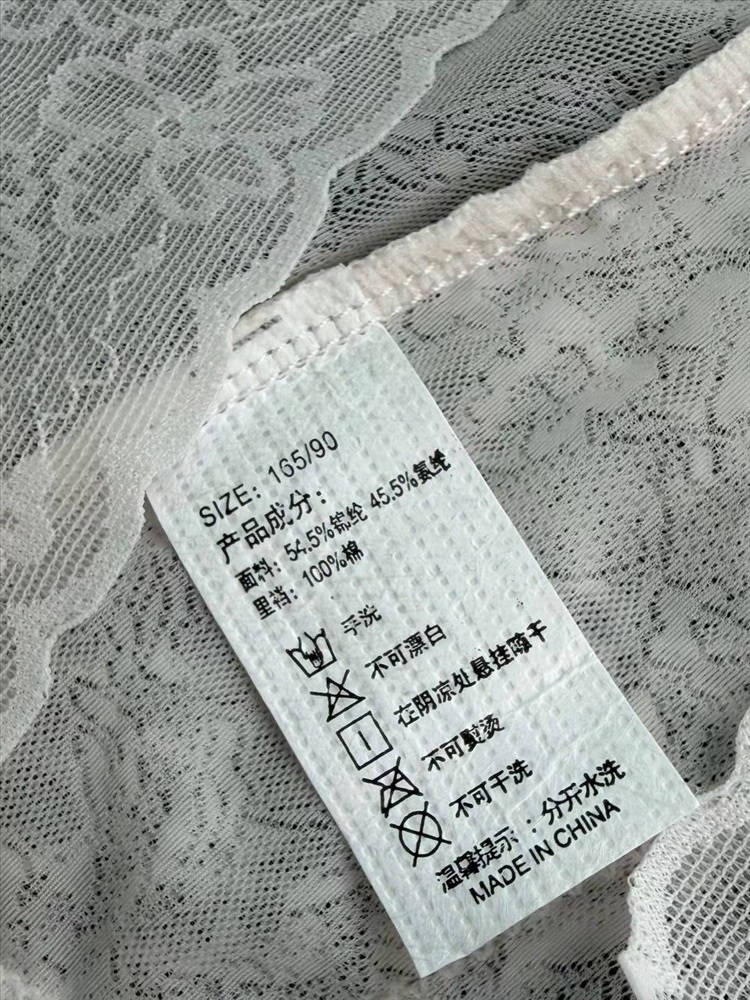 SIZE: 165/90
产品成分：
面料：54.5%锦纶 45.5%氨纶
里裆：100%棉
手洗
不可漂白
在阴凉处悬挂晾干
不可熨烫
不可干洗
温馨提示：分开水洗
MADE IN CHINA